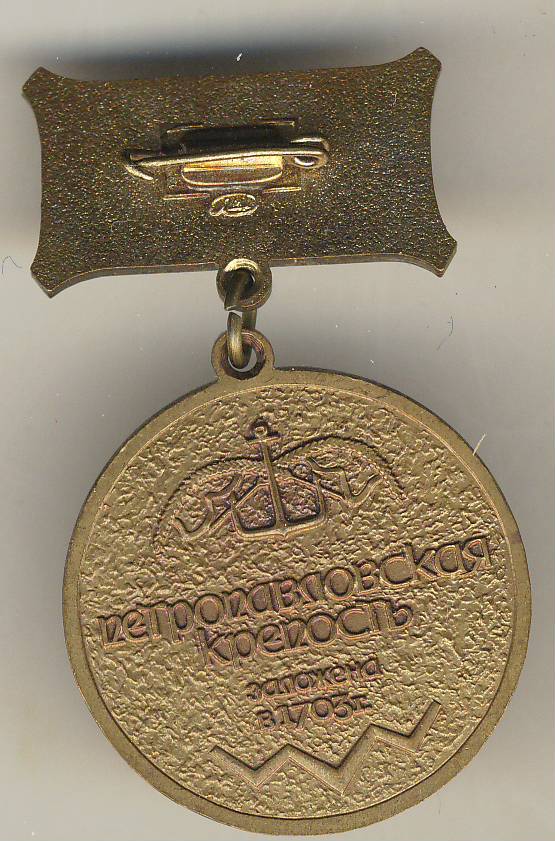 петропавловская
крепость
заложена
в 1703 г.